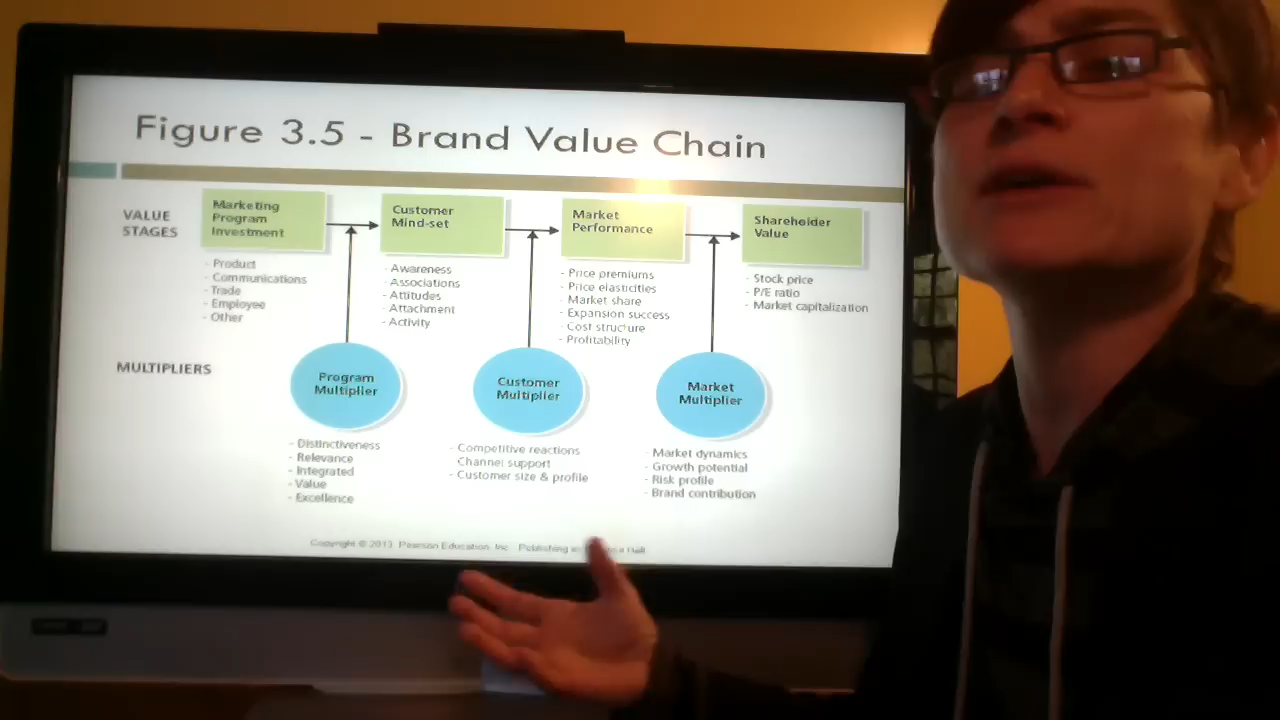 Figure 3.5 - Brand Value Chain
VALUE
STAGES
Marketing
Program
Investment
- Product
- Communications
- Trade
- Employee
- Other
Customer
Mind-set
- Awareness
- Associations
- Attitudes
- Attachment
- Activity
Market
Performance
- Price premiums
- Price elasticities
- Market share
- Expansion success
- Cost structure
- Profitability
Shareholder
Value
- Stock price
- P/E ratio
- Market capitalization
MULTIPLIERS
Program
Multiplier
- Distinctiveness
- Relevance
- Integrated
- Value
- Excellence
Customer
Multiplier
- Competitive reactions
Channel support
- Customer size & profile
Market
Multiplier
- Market dynamics
- Growth potential
- Risk profile
- Brand contribution
Copyright © 2013 Pearson Education, Inc. Publishing Hall